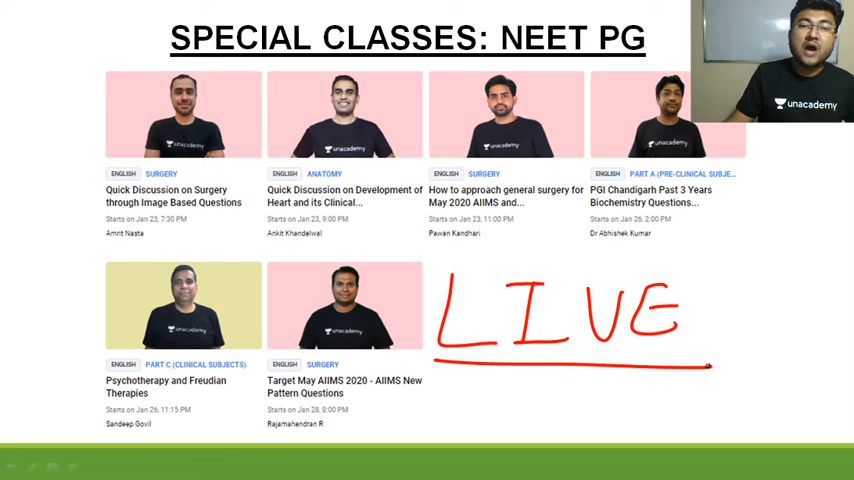 SPECIAL CLASSES: NEET PG
unacademy
unacademy
unacademy
unacademy
unacademy
ENGLISH SURGERY
Quick Discussion on Surgery
through Image Based Questions
Starts on Jan 23, 7:30 PM
Amrit Nasta
ENGLISH ANATOMY
Quick Discussion on Development of
Heart and its Clinical...
Starts on Jan 23, 9:00 PM
Ankit Khandelwal
ENGLISH SURGERY
How to approach general surgery for
May 2020 AIIMS and...
Starts on Jan 23, 11:00 PM
Pawan Kandhari
ENGLISH PART A (PRE-CLINICAL SUBJE...
PGI Chandigarh Past 3 Years
Biochemistry Questions...
Starts on Jan 26, 2:00 PM
Dr Abhishek Kumar
unacademy
unacademy
LIVE
ENGLISH PART C (CLINICAL SUBJECTS)
Psychotherapy and Freudian
Therapies
Starts on Jan 26, 11:15 PM
Sandeep Govil
ENGLISH SURGERY
Target May AIIMS 2020 - AIIMS New
Pattern Questions
Starts on Jan 28, 8:00 PM
Rajamahendran R